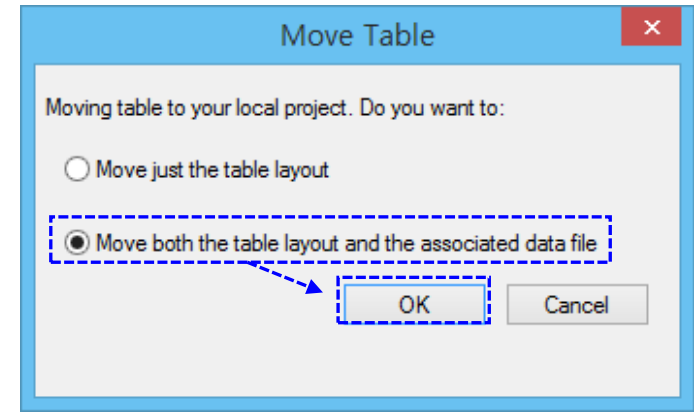 Move Table
Moving table to your local project. Do you want to:
Move just the table layout
Move both the table layout and the associated data file
OK
Cancel